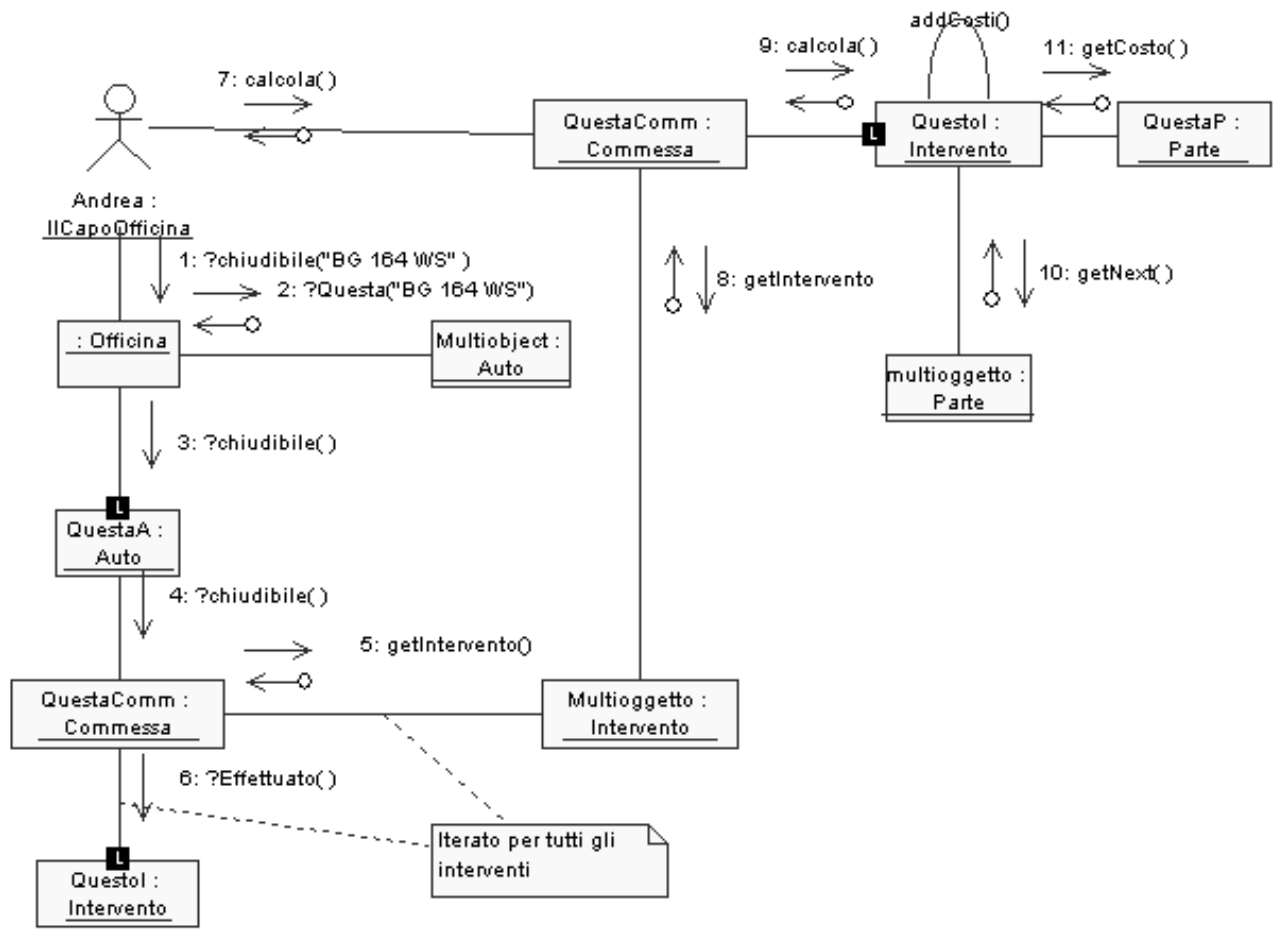 addCosti()
9: calcola()
11: getCosto()
7: calcola()
QuestaComm :
Commessa
L
QuestoI :
Intervento
QuestaP :
Parte
Andrea :
IlCapoOfficina
1: ?chiudibile("BG 164 WS" )
2: ?Questa("BG 164 WS")
8: getIntervento
10: getNext()
: Officina
Multiobject :
Auto
multioggetto :
Parte
3: ?chiudibile()
L
QuestaA :
Auto
4: ?chiudibile()
5: getIntervento()
QuestaComm :
Commessa
Multioggetto :
Intervento
6: ?Effettuato()
Iterato per tutti gli
interventi
L
QuestoI :
Intervento